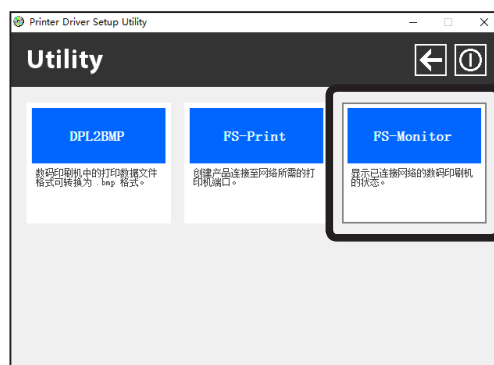 Printer Driver Setup Utility
Utility
DPL2BMP
数码印刷机中的打印数据文件
格式可转换为 .bmp 格式。
FS-Print
创建产品连接至网络所需的打
印机端口。
FS-Monitor
显示已连接网络的数码印刷机
的状态。